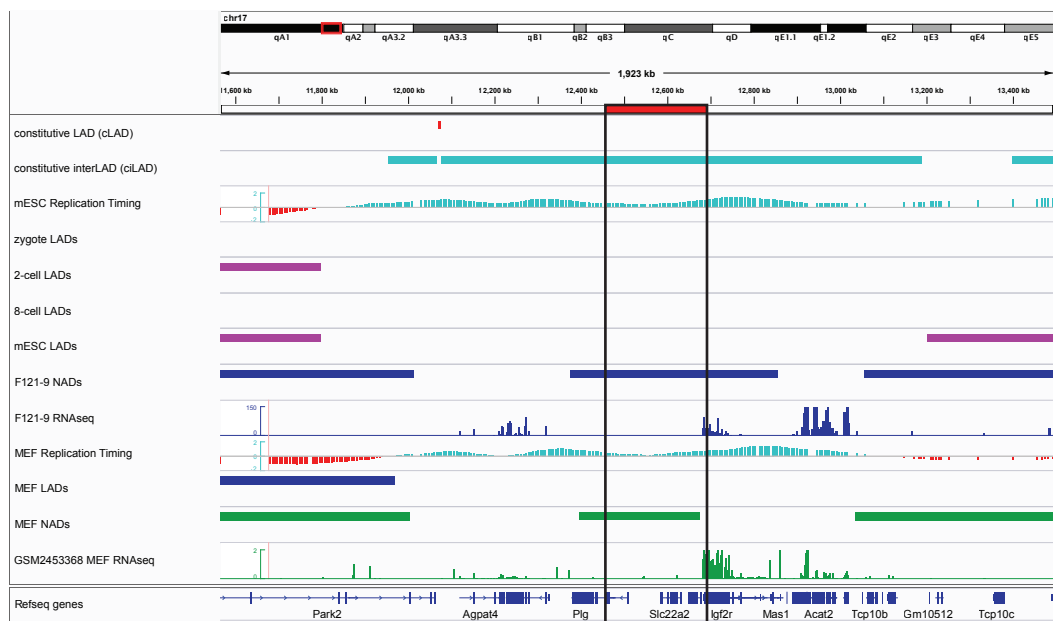 chr17
qA1 qA2 qA3.2 qA3.3 qB1 qB2 qB3 qC qD qE1.1 qE1.2 qE2 qE3 qE4 qE5
1,923 kb
11,600 kb 11,800 kb 12,000 kb 12,200 kb 12,400 kb 12,600 kb 12,800 kb 13,000 kb 13,200 kb 13,400 kb
constitutive LAD (cLAD)
constitutive interLAD (ciLAD)
mESC Replication Timing
2
0
2
zygote LADs
2-cell LADs
8-cell LADs
mESC LADs
F121-9 NADs
F121-9 RNAseq
150
0
MEF Replication Timing
2
0
2
MEF LADs
MEF NADs
GSM2453368 MEF RNAseq
2
0
Refseq genes
Park2 Agpat4 Plg Slc22a2 Igf2r Mas1 Acat2 Tcp10b Gm10512 Tcp10c